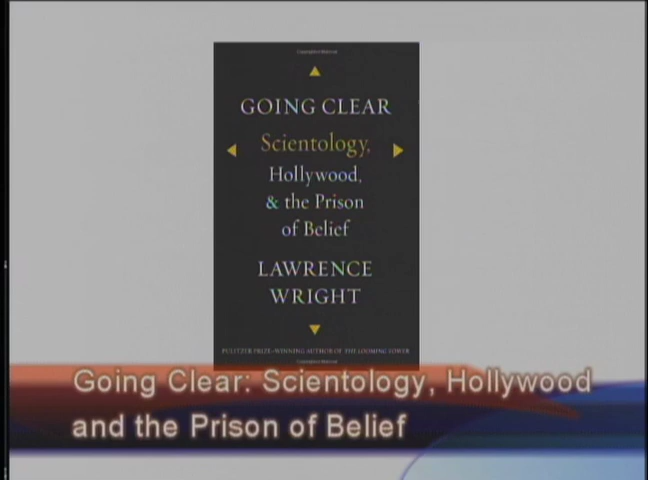 GOING CLEAR
Scientology,
Hollywood,
& the Prison
of Belief
LAWRENCE
WRIGHT
PULITZER PRIZE-WINNING AUTHOR OF THE LOOMING TOWER
Going Clear: Scientology, Hollywood
and the Prison of Belief